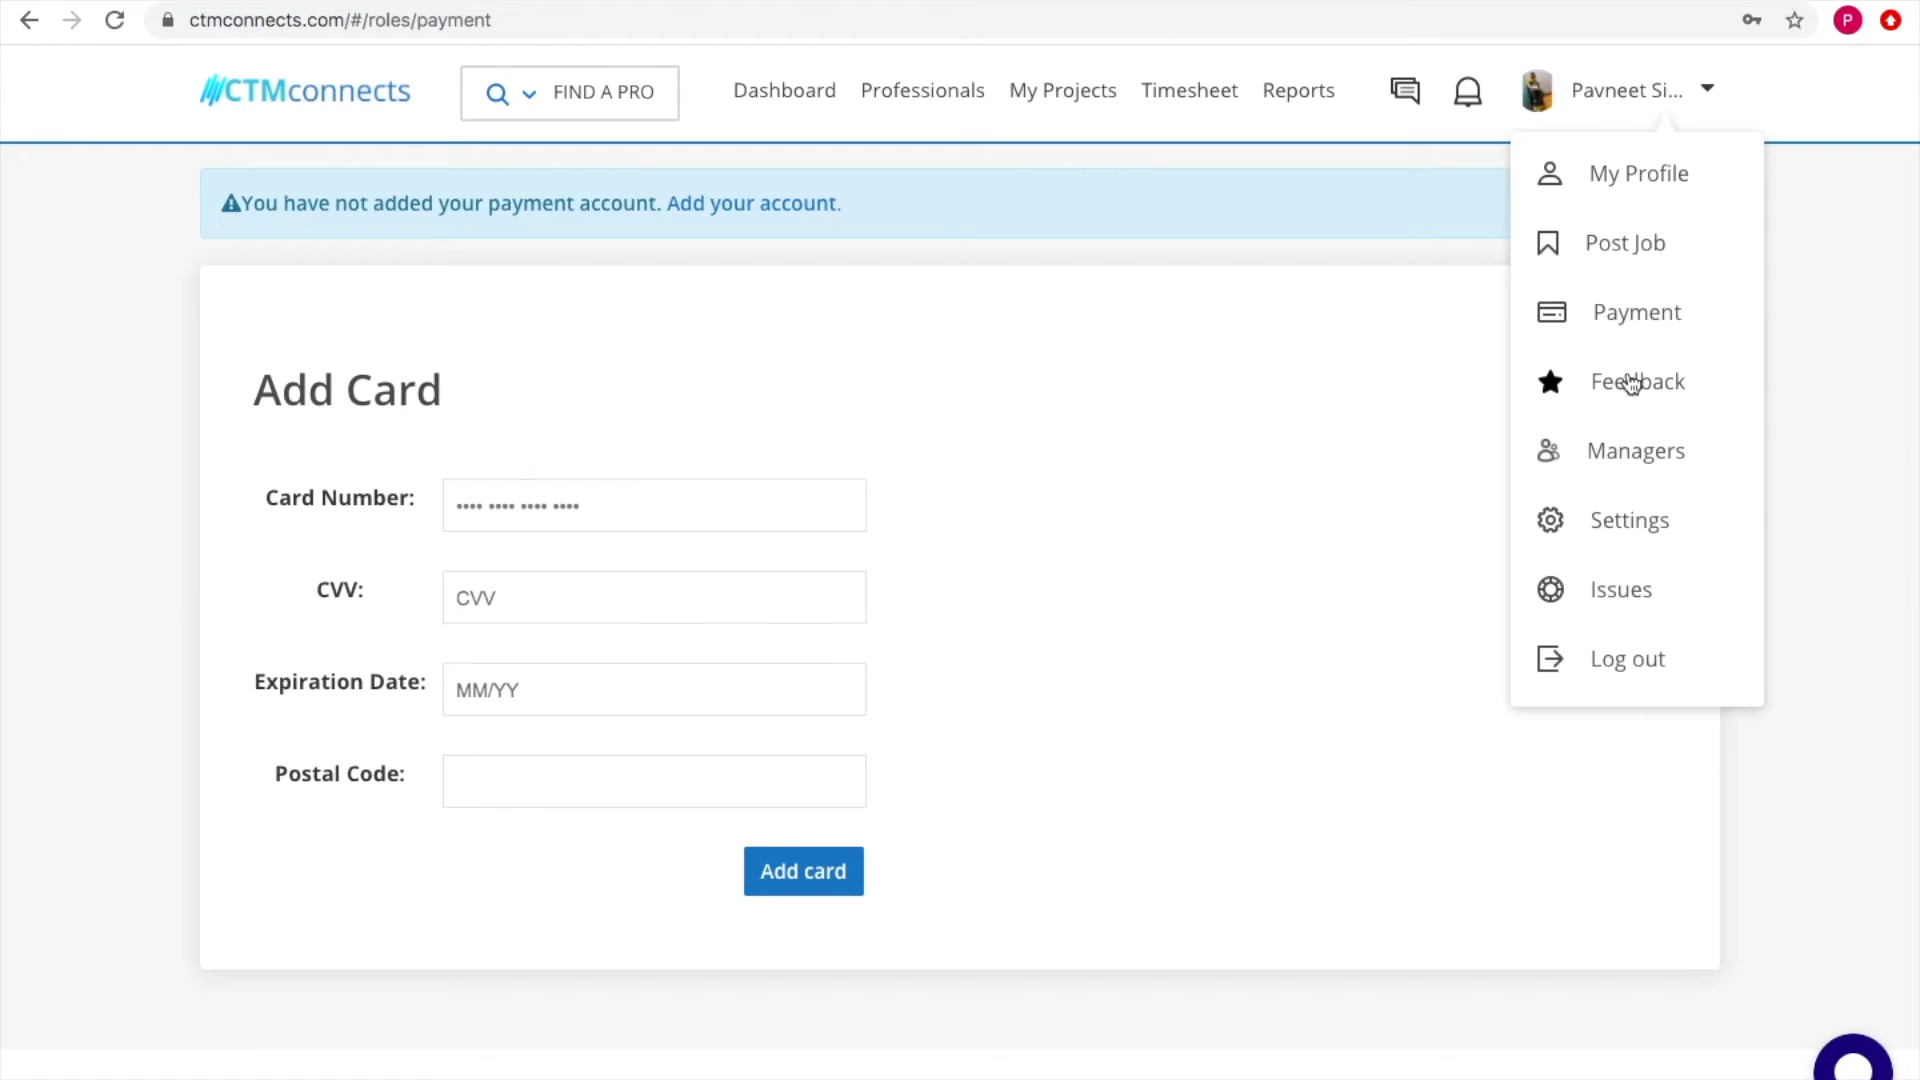 ctmconnects.com/#/roles/payment
P
CTMconnects
FIND A PRO
Dashboard
Professionals
My Projects
Timesheet
Reports
Pavneet Si...
You have not added your payment account. Add your account.
My Profile
Post Job
Payment
Feedback
Managers
Settings
Issues
Log out
Add Card
Card Number:
•••• •••• •••• ••••
CVV:
CVV
Expiration Date:
MM/YY
Postal Code:
Add card